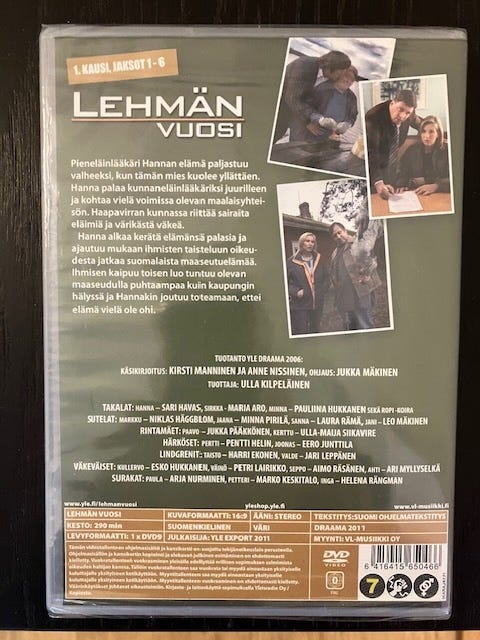 1. KAUSI, JAKSOT 1 - 6
LEHMÄN
VUOSI
Pieneläinlääkäri Hannan elämä paljastuu
valheeksi, kun tämän mies kuolee yllättäen.
Hanna palaa kunnaneläinlääkäriksi juurilleen
ja kohtaa vielä voimissa olevan maalaisyhtei-
sön. Haapavirran kunnassa riittää sairaita
eläimiä ja värikästä väkeä.
Hanna alkaa kerätä elämänsä palasia ja
ajautuu mukaan ihmisten taisteluun oikeu-
desta jatkaa suomalaista maaseutuelämää.
Ihmisen kaipuu toisen luo tuntuu olevan
maaseudulla puhtaampaa kuin kaupungin
hälyssä ja Hannakin joutuu toteamaan, ettei
elämä vielä ole ohi.
TUOTANTO YLE DRAAMA 2006:
KÄSIKIRJOITUS: KIRSTI MANNINEN JA ANNE NISSINEN, OHJAUS: JUKKA MÄKINEN
TUOTTAJA: ULLA KILPELÄINEN
TAKALAT: HANNA – SARI HAVAS, SIRKKA - MARIA ARO, MINNA – PAULIINA HUKKANEN SEKÄ ROPI -KOIRA
SUTELAT: MARKKU – NIKLAS HÄGGBLOM, JAANA – MINNA PIRILÄ, SANNA – LAURA RÄMÄ, JANI – LEO MÄKINEN
RINTAMÄET: PAAVO – JUKKA PÄÄKKÖNEN, KERTTU – ULLA-MAIJA SIIKAVIRE
HÄRKÖSET: PERTTI – PENTTI HELIN, JOONAS – EERO JUNTTILA
LINDGRENIT: TAISTO – HARRI EKONEN, VALDE – JARI LEPPÄNEN
VÄKEVÄISET: KULLERVO – ESKO HUKKANEN, VÄINÖ – PETRI LAIRIKKO, SEPPO – AIMO RÄSÄNEN, AHTI – ARI MYLLYSELKÄ
SURAKAT: PAULA – ARJA NURMINEN, PETTERI – MARKO KESKITALO, INGA – HELENA RÄNGMAN
www.yle.fi/lehmanvuosi yleshop.yle.fi www.vl-musiikki.fi
LEHMÄN VUOSI KUVAFORMAATTI: 16:9 ÄÄNI: STEREO TEKSTITYS: SUOMI OHJELMATEKSTITYS
KESTO: 290 min SUOMENKIELINEN VÄRI DRAAMA 2011
LEVYFORMAATTI: 1 x DVD9 JULKAISIJA: YLE EXPORT 2011 MYYNTI: VL-MUSIIKKI OY
DVD
VIDEO
0
PAL
7
6 416415 650466